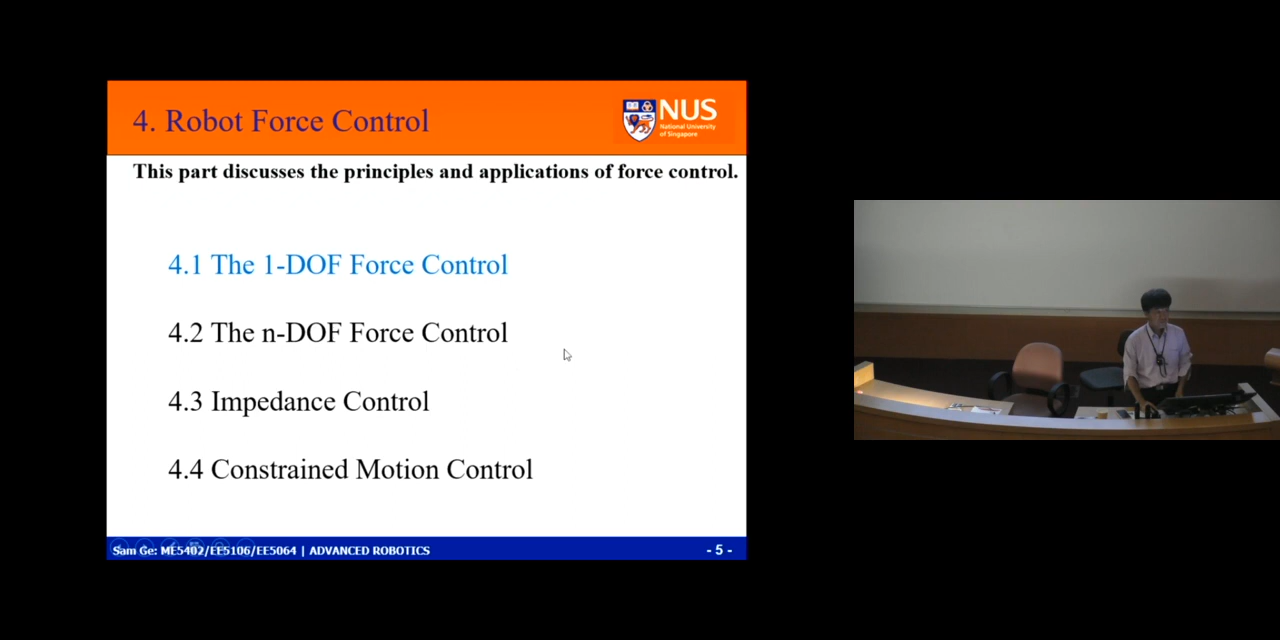 4. Robot Force Control
NUS
National University
of Singapore
This part discusses the principles and applications of force control.
4.1 The 1-DOF Force Control
4.2 The n-DOF Force Control
4.3 Impedance Control
4.4 Constrained Motion Control
Sam Ge: ME5402/EE5106/EE5064 | ADVANCED ROBOTICS
- 5 -